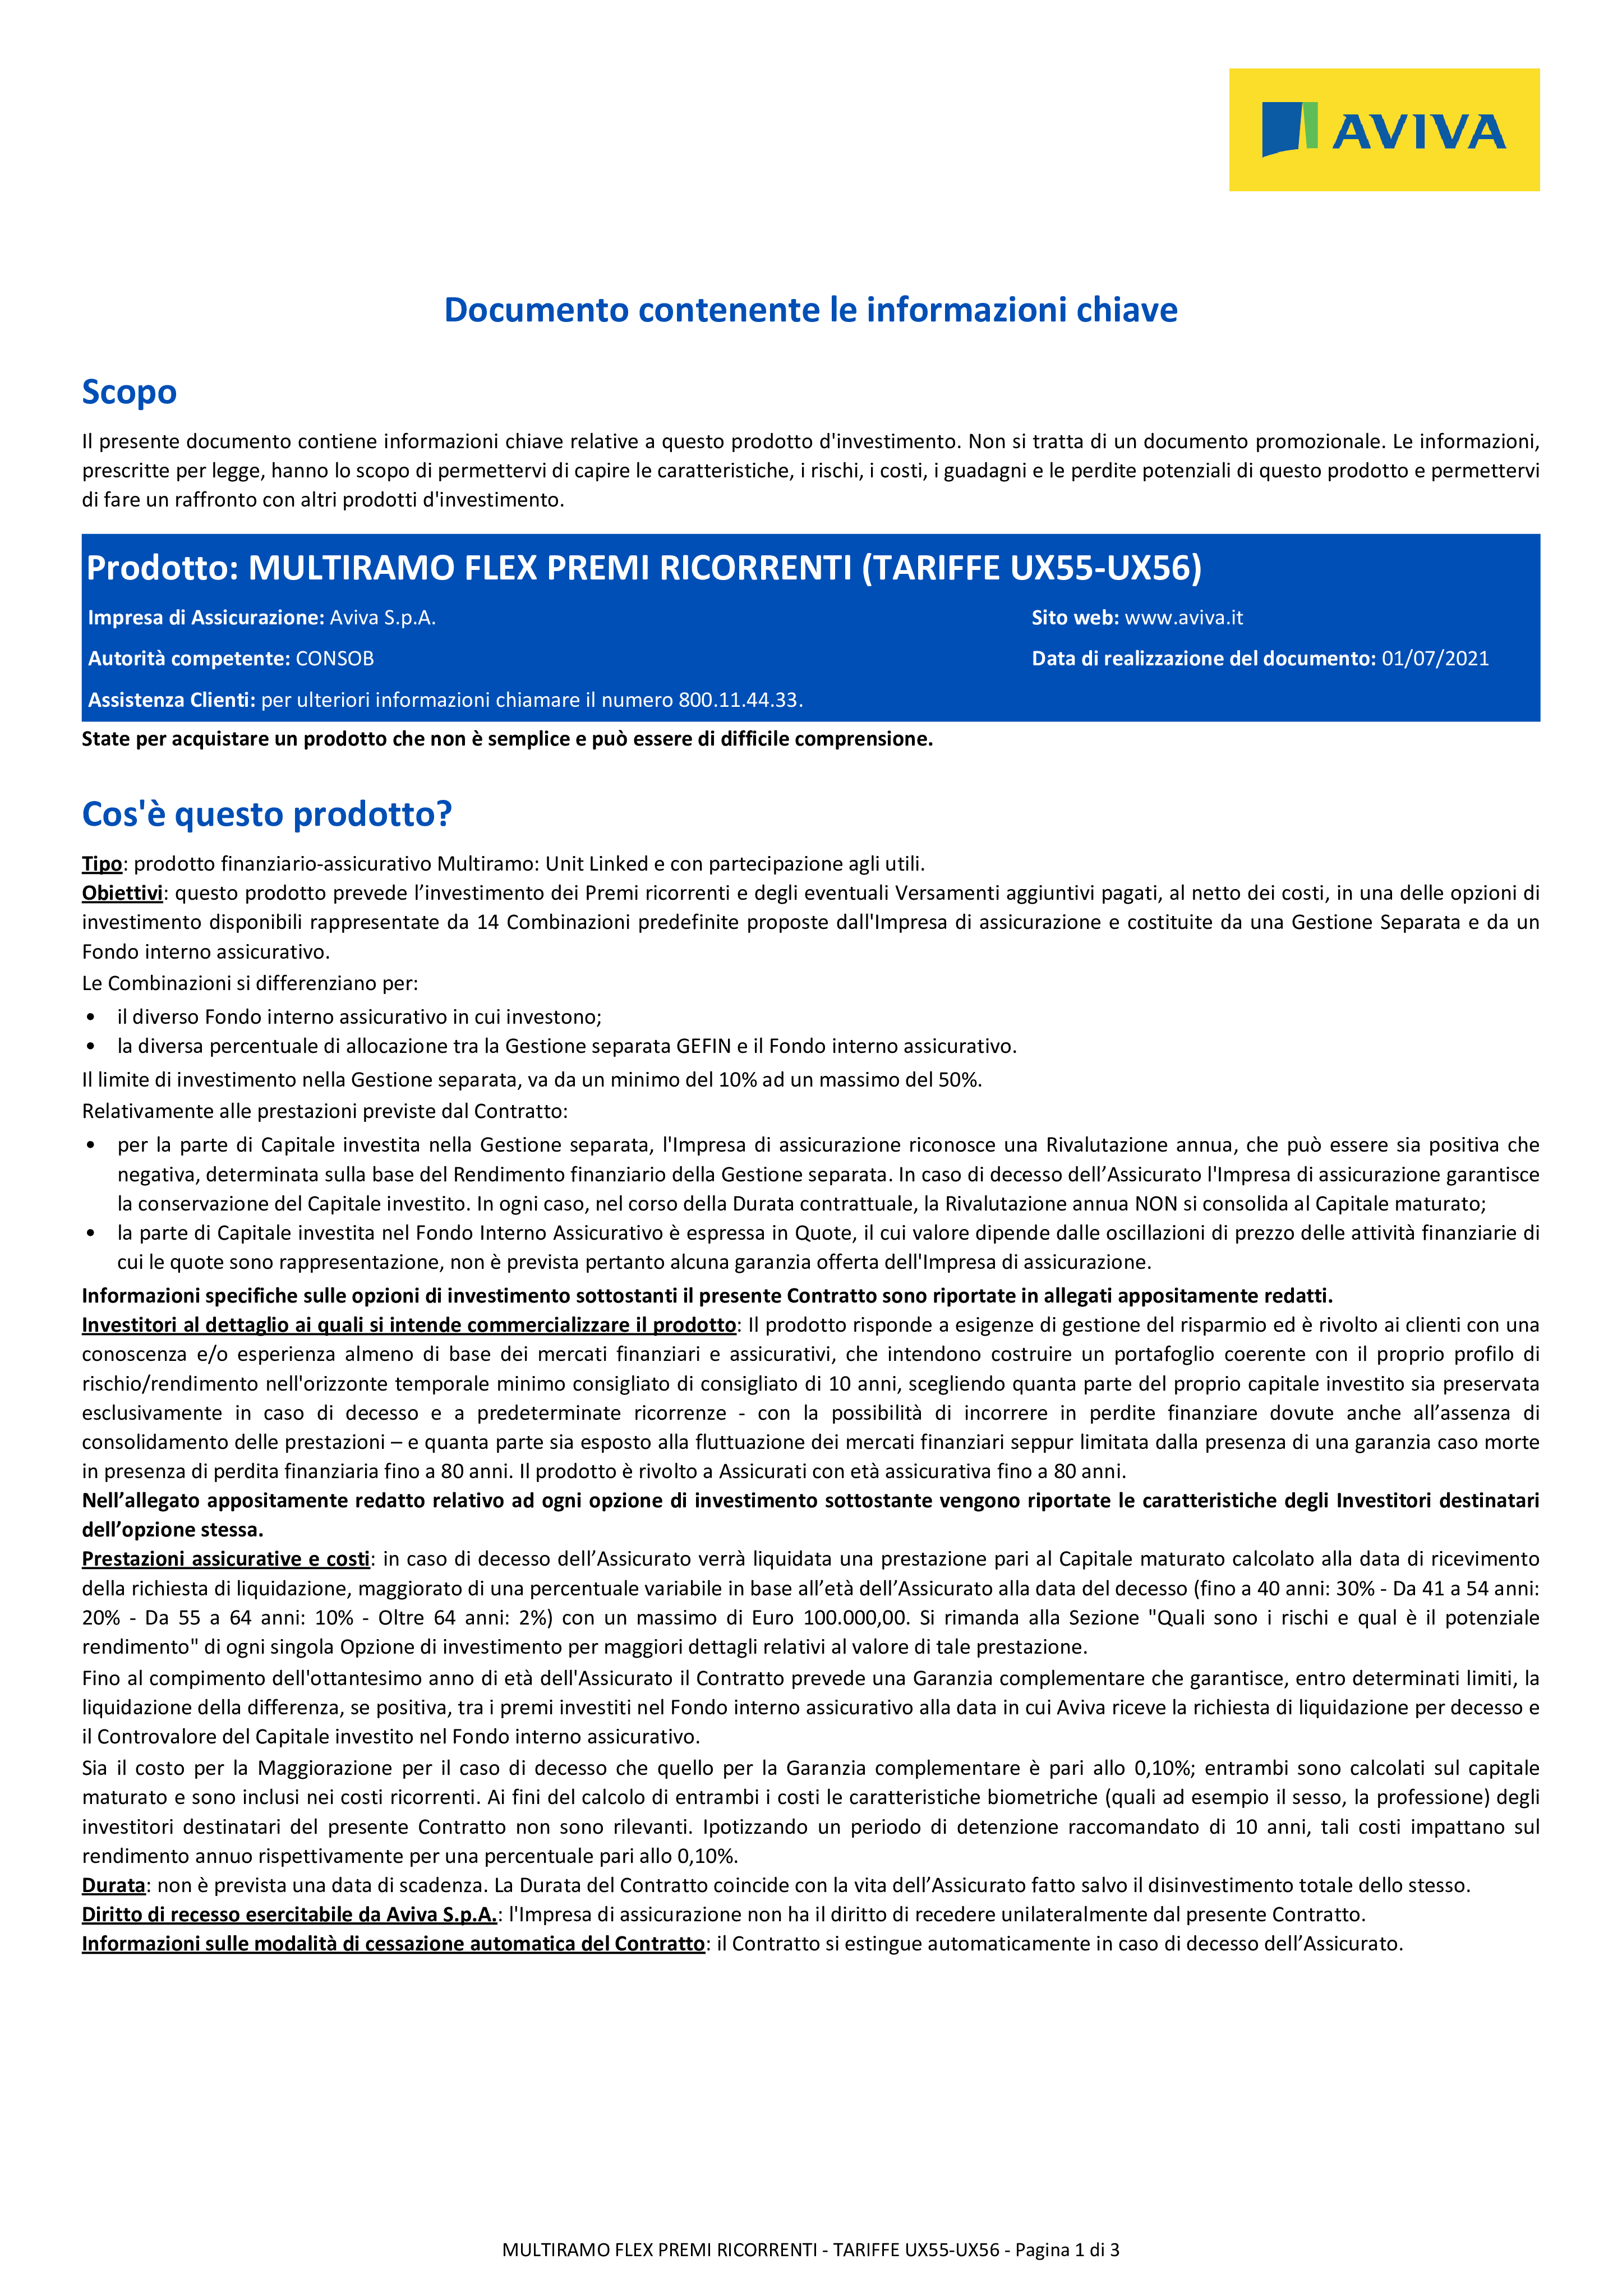 AVIVA
Documento contenente le informazioni chiave
Scopo
Il presente documento contiene informazioni chiave relative a questo prodotto d'investimento. Non si tratta di un documento promozionale. Le informazioni,
prescritte per legge, hanno lo scopo di permettervi di capire le caratteristiche, i rischi, i costi, i guadagni e le perdite potenziali di questo prodotto e permettervi
di fare un raffronto con altri prodotti d'investimento.
Prodotto: MULTIRAMO FLEX PREMI RICORRENTI (TARIFFE UX55-UX56)
Impresa di Assicurazione: Aviva S.p.A. Sito web: www.aviva.it
Autorità competente: CONSOB Data di realizzazione del documento: 01/07/2021
Assistenza Clienti: per ulteriori informazioni chiamare il numero 800.11.44.33.
State per acquistare un prodotto che non è semplice e può essere di difficile comprensione.
Cos'è questo prodotto?
Tipo: prodotto finanziario-assicurativo Multiramo: Unit Linked e con partecipazione agli utili.
Obiettivi: questo prodotto prevede l’investimento dei Premi ricorrenti e degli eventuali Versamenti aggiuntivi pagati, al netto dei costi, in una delle opzioni di
investimento disponibili rappresentate da 14 Combinazioni predefinite proposte dall'Impresa di assicurazione e costituite da una Gestione Separata e da un
Fondo interno assicurativo.
Le Combinazioni si differenziano per:
• il diverso Fondo interno assicurativo in cui investono;
• la diversa percentuale di allocazione tra la Gestione separata GEFIN e il Fondo interno assicurativo.
Il limite di investimento nella Gestione separata, va da un minimo del 10% ad un massimo del 50%.
Relativamente alle prestazioni previste dal Contratto:
• per la parte di Capitale investita nella Gestione separata, l'Impresa di assicurazione riconosce una Rivalutazione annua, che può essere sia positiva che
negativa, determinata sulla base del Rendimento finanziario della Gestione separata. In caso di decesso dell’Assicurato l'Impresa di assicurazione garantisce
la conservazione del Capitale investito. In ogni caso, nel corso della Durata contrattuale, la Rivalutazione annua NON si consolida al Capitale maturato;
• la parte di Capitale investita nel Fondo Interno Assicurativo è espressa in Quote, il cui valore dipende dalle oscillazioni di prezzo delle attività finanziarie di
cui le quote sono rappresentazione, non è prevista pertanto alcuna garanzia offerta dell'Impresa di assicurazione.
Informazioni specifiche sulle opzioni di investimento sottostanti il presente Contratto sono riportate in allegati appositamente redatti.
Investitori al dettaglio ai quali si intende commercializzare il prodotto: Il prodotto risponde a esigenze di gestione del risparmio ed è rivolto ai clienti con una
conoscenza e/o esperienza almeno di base dei mercati finanziari e assicurativi, che intendono costruire un portafoglio coerente con il proprio profilo di
rischio/rendimento nell'orizzonte temporale minimo consigliato di consigliato di 10 anni, scegliendo quanta parte del proprio capitale investito sia preservata
esclusivamente in caso di decesso e a predeterminate ricorrenze - con la possibilità di incorrere in perdite finanziare dovute anche all’assenza di
consolidamento delle prestazioni – e quanta parte sia esposto alla fluttuazione dei mercati finanziari seppur limitata dalla presenza di una garanzia caso morte
in presenza di perdita finanziaria fino a 80 anni. Il prodotto è rivolto a Assicurati con età assicurativa fino a 80 anni.
Nell’allegato appositamente redatto relativo ad ogni opzione di investimento sottostante vengono riportate le caratteristiche degli Investitori destinatari
dell’opzione stessa.
Prestazioni assicurative e costi: in caso di decesso dell’Assicurato verrà liquidata una prestazione pari al Capitale maturato calcolato alla data di ricevimento
della richiesta di liquidazione, maggiorato di una percentuale variabile in base all’età dell’Assicurato alla data del decesso (fino a 40 anni: 30% - Da 41 a 54 anni:
20% - Da 55 a 64 anni: 10% - Oltre 64 anni: 2%) con un massimo di Euro 100.000,00. Si rimanda alla Sezione "Quali sono i rischi e qual è il potenziale
rendimento" di ogni singola Opzione di investimento per maggiori dettagli relativi al valore di tale prestazione.
Fino al compimento dell'ottantesimo anno di età dell'Assicurato il Contratto prevede una Garanzia complementare che garantisce, entro determinati limiti, la
liquidazione della differenza, se positiva, tra i premi investiti nel Fondo interno assicurativo alla data in cui Aviva riceve la richiesta di liquidazione per decesso e
il Controvalore del Capitale investito nel Fondo interno assicurativo.
Sia il costo per la Maggiorazione per il caso di decesso che quello per la Garanzia complementare è pari allo 0,10%; entrambi sono calcolati sul capitale
maturato e sono inclusi nei costi ricorrenti. Ai fini del calcolo di entrambi i costi le caratteristiche biometriche (quali ad esempio il sesso, la professione) degli
investitori destinatari del presente Contratto non sono rilevanti. Ipotizzando un periodo di detenzione raccomandato di 10 anni, tali costi impattano sul
rendimento annuo rispettivamente per una percentuale pari allo 0,10%.
Durata: non è prevista una data di scadenza. La Durata del Contratto coincide con la vita dell’Assicurato fatto salvo il disinvestimento totale dello stesso.
Diritto di recesso esercitabile da Aviva S.p.A.: l'Impresa di assicurazione non ha il diritto di recedere unilateralmente dal presente Contratto.
Informazioni sulle modalità di cessazione automatica del Contratto: il Contratto si estingue automaticamente in caso di decesso dell’Assicurato.
MULTIRAMO FLEX PREMI RICORRENTI - TARIFFE UX55-UX56 - Pagina 1 di 3